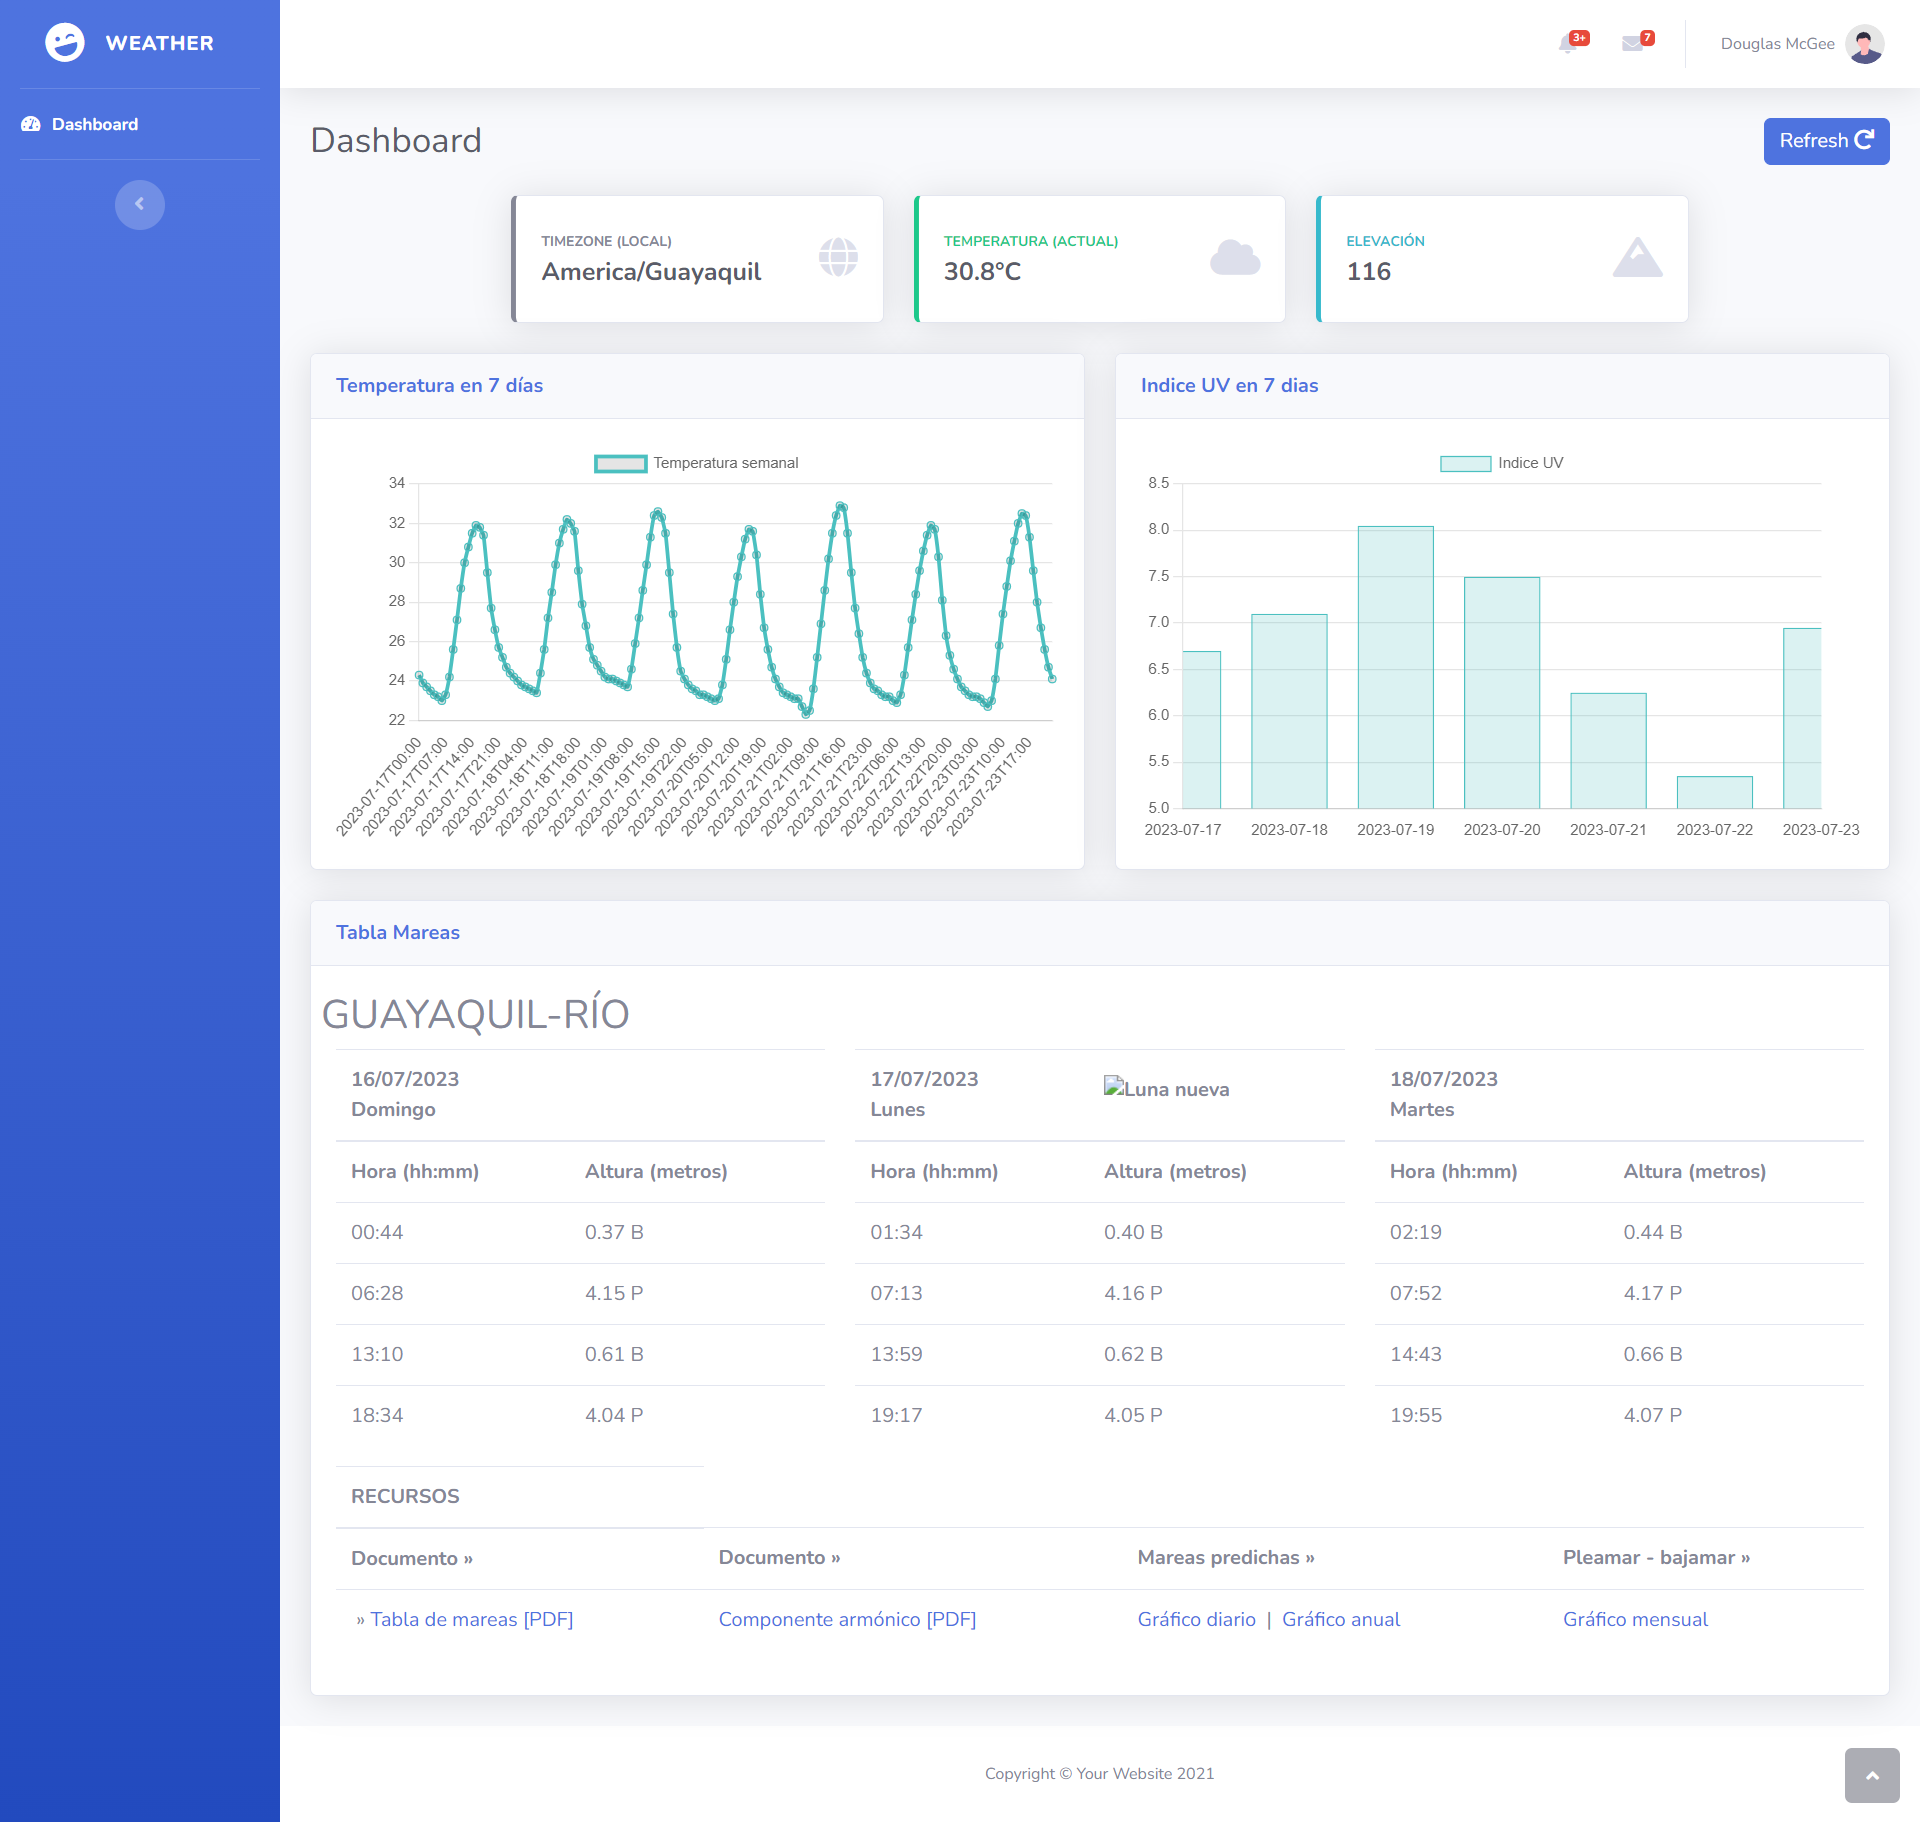 WEATHER
3+
7
Douglas McGee
Dashboard
Dashboard
Refresh
TIMEZONE (LOCAL)
America/Guayaquil
TEMPERATURA (ACTUAL)
30.8°C
ELEVACIÓN
116
Temperatura en 7 días
Temperatura semanal
34
32
30
28
26
24
22
2023-07-17T00:00
2023-07-17T07:00
2023-07-17T14:00
2023-07-17T21:00
2023-07-18T04:00
2023-07-18T11:00
2023-07-18T18:00
2023-07-19T01:00
2023-07-19T08:00
2023-07-19T15:00
2023-07-19T22:00
2023-07-20T05:00
2023-07-20T12:00
2023-07-20T19:00
2023-07-21T02:00
2023-07-21T09:00
2023-07-21T16:00
2023-07-21T23:00
2023-07-22T06:00
2023-07-22T13:00
2023-07-22T20:00
2023-07-23T03:00
2023-07-23T10:00
2023-07-23T17:00
Indice UV en 7 dias
Indice UV
8.5
8.0
7.5
7.0
6.5
6.0
5.5
5.0
2023-07-17 2023-07-18 2023-07-19 2023-07-20 2023-07-21 2023-07-22 2023-07-23
Tabla Mareas
GUAYAQUIL-RÍO
16/07/2023
Domingo
Hora (hh:mm) Altura (metros)
00:44 0.37 B
06:28 4.15 P
13:10 0.61 B
18:34 4.04 P
17/07/2023
Lunes
Luna nueva
Hora (hh:mm) Altura (metros)
01:34 0.40 B
07:13 4.16 P
13:59 0.62 B
19:17 4.05 P
18/07/2023
Martes
Hora (hh:mm) Altura (metros)
02:19 0.44 B
07:52 4.17 P
14:43 0.66 B
19:55 4.07 P
RECURSOS
Documento » Documento » Mareas predichas » Pleamar - bajamar »
» Tabla de mareas [PDF] Componente armónico [PDF] Gráfico diario | Gráfico anual Gráfico mensual
Copyright © Your Website 2021